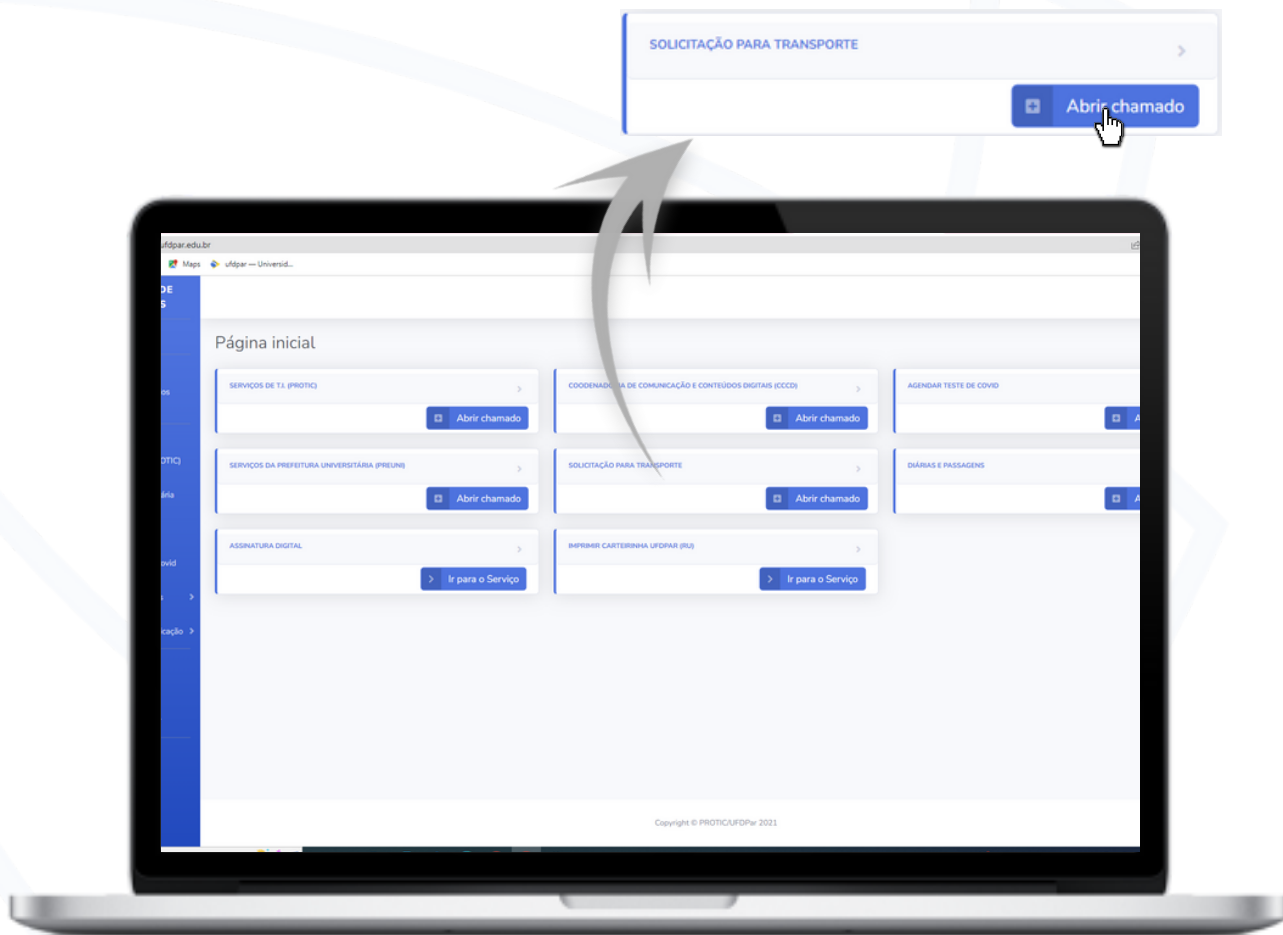 SOLICITAÇÃO PARA TRANSPORTE
Abrir chamado
ufdpar.edu.br
Maps ufdpar — Universid...
DE
S
Página inicial
SERVIÇOS DE T.I. (PROTIC)
Abrir chamado
COODENADORIA DE COMUNICAÇÃO E CONTEÚDOS DIGITAIS (CCCD)
Abrir chamado
AGENDAR TESTE DE COVID
A
SERVIÇOS DA PREFEITURA UNIVERSITÁRIA (PREUNI)
Abrir chamado
SOLICITAÇÃO PARA TRANSPORTE
Abrir chamado
DIÁRIAS E PASSAGENS
A
ASSINATURA DIGITAL
Ir para o Serviço
IMPRIMIR CARTEIRINHA UFDPAR (RU)
Ir para o Serviço
os
OTIC)
ária
ovid
s
icação
Copyright © PROTIC/UFDPar 2021